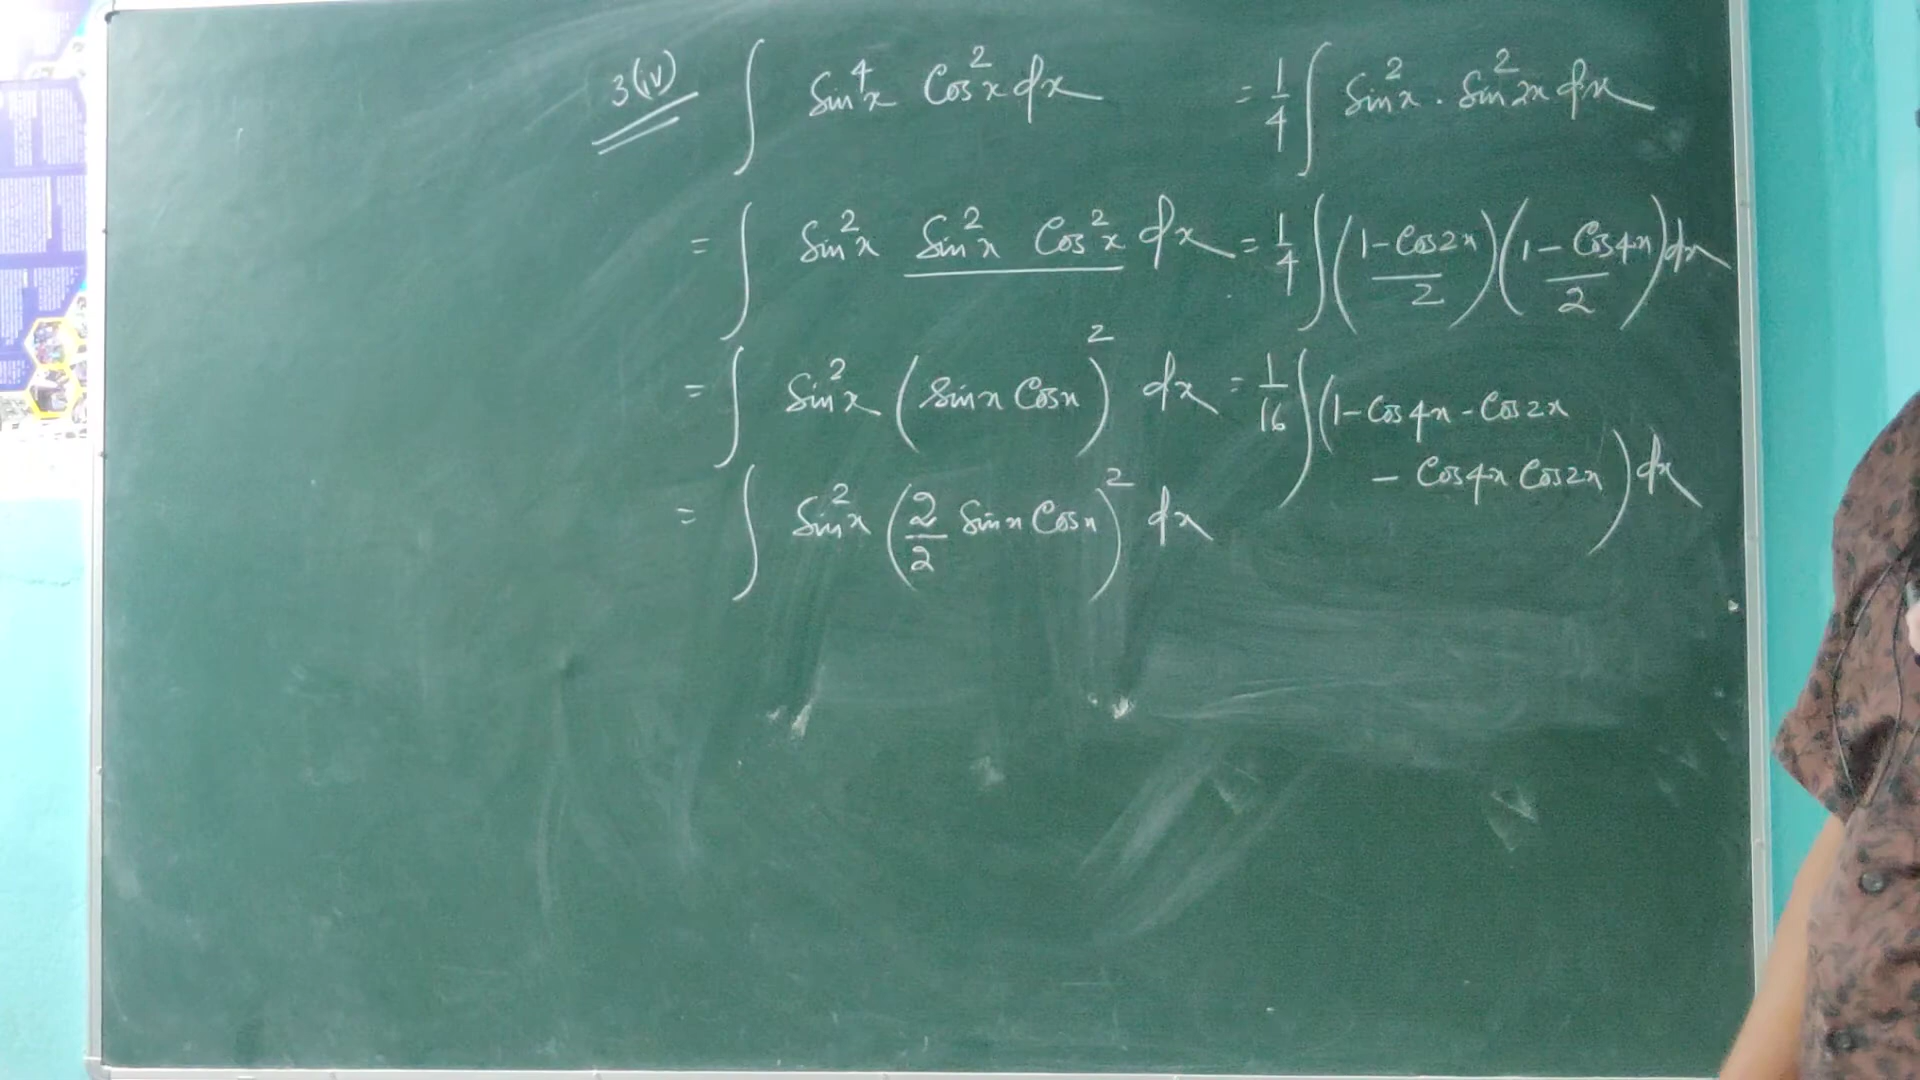 3(iv) ∫ Sin⁴x Cos²x dx
= ∫ Sin²x Sin²x Cos²x dx
= ∫ Sin²x (Sinx Cosx)² dx
= ∫ Sin²x (2/2 Sinx Cosx)² dx
= 1/4 ∫ Sin²x . Sin²2x dx
= 1/4 ∫ ((1-Cos2x)/2) ((1-Cos4x)/2) dx
= 1/16 ∫ (1-Cos4x-Cos2x
- Cos4x Cos2x) dx